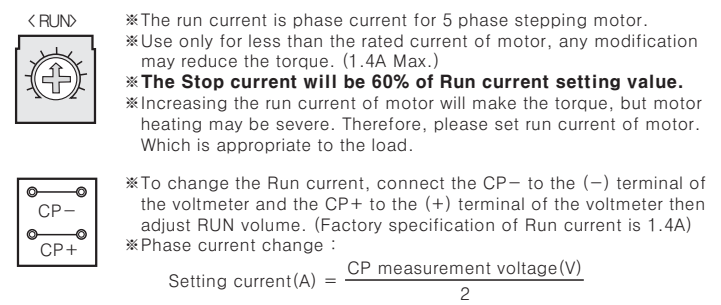 <RUN>
※The run current is phase current for 5 phase stepping motor.
※Use only for less than the rated current of motor, any modification
may reduce the torque. (1.4A Max.)
※The Stop current will be 60% of Run current setting value.
※Increasing the run current of motor will make the torque, but motor
heating may be severe. Therefore, please set run current of motor.
Which is appropriate to the load.
CP−
CP+
※To change the Run current, connect the CP− to the (−) terminal of
the voltmeter and the CP+ to the (+) terminal of the voltmeter then
adjust RUN volume. (Factory specification of Run current is 1.4A)
※Phase current change :
Setting current(A) = CP measurement voltage(V)
2